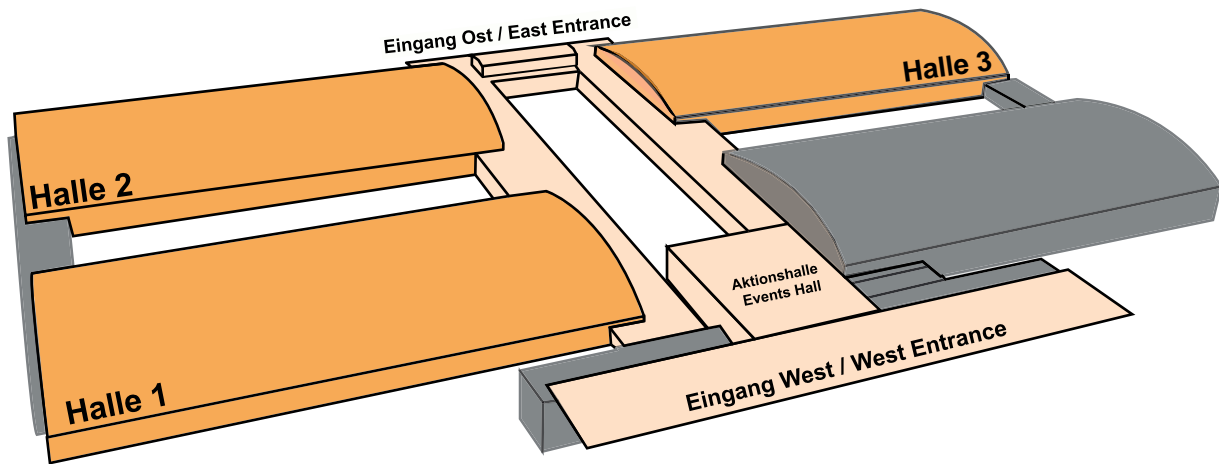 Eingang Ost / East Entrance
Halle 3
Halle 2
Aktionshalle
Events Hall
Eingang West / West Entrance
Halle 1